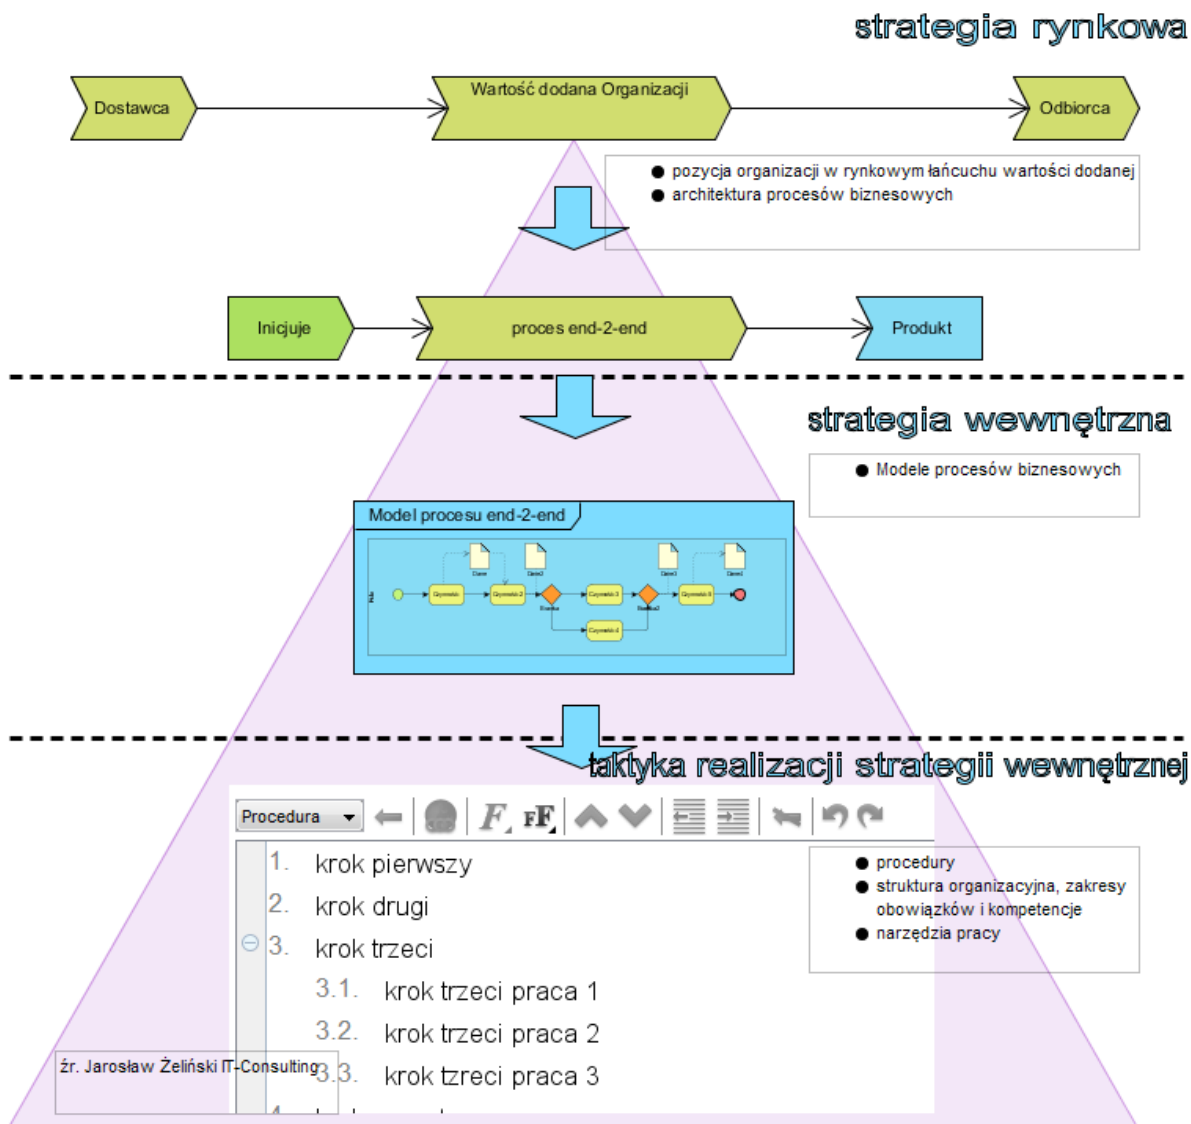 strategia rynkowa
Dostawca
Wartość dodana Organizacji
Odbiorca
● pozycja organizacji w rynkowym łańcuchu wartości dodanej
● architektura procesów biznesowych
Inicjuje
proces end-2-end
Produkt
strategia wewnętrzna
● Modele procesów biznesowych
Model procesu end-2-end
taktyka realizacji strategii wewnętrznej
Procedura
1. krok pierwszy
2. krok drugi
3. krok trzeci
3.1. krok trzeci praca 1
3.2. krok trzeci praca 2
3.3. krok tzreci praca 3
● procedury
● struktura organizacyjna, zakresy
obowiązków i kompetencje
● narzędzia pracy
źr. Jarosław Żeliński IT-Consulting